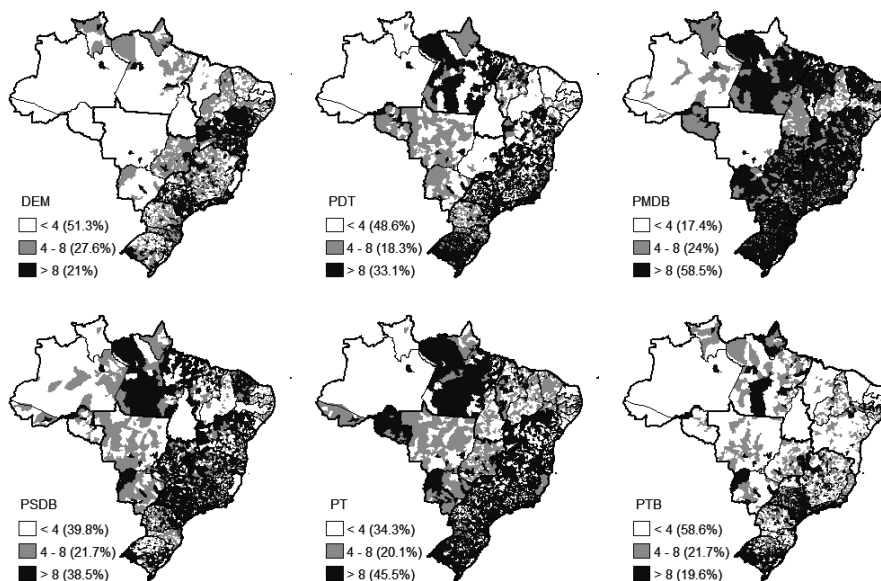 DEM
< 4 (51.3%)
4 - 8 (27.6%)
> 8 (21%)
PDT
< 4 (48.6%)
4 - 8 (18.3%)
> 8 (33.1%)
PMDB
< 4 (17.4%)
4 - 8 (24%)
> 8 (58.5%)
PSDB
< 4 (39.8%)
4 - 8 (21.7%)
> 8 (38.5%)
PT
< 4 (34.3%)
4 - 8 (20.1%)
> 8 (45.5%)
PTB
< 4 (58.6%)
4 - 8 (21.7%)
> 8 (19.6%)